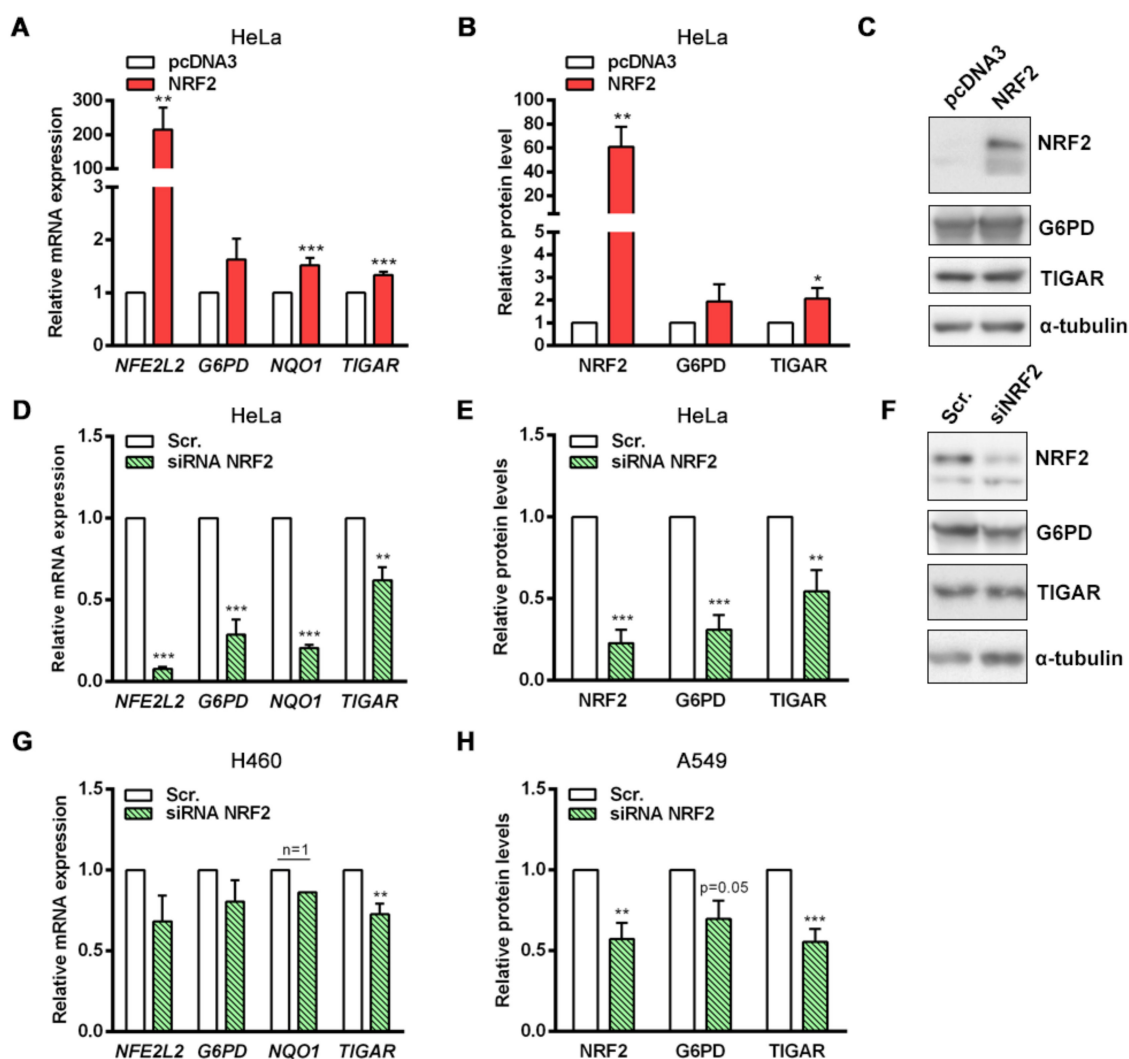 A
HeLa
pcDNA3
NRF2
Relative mRNA expression
300
200
100
3
2
1
0
**
***
***
NFE2L2 G6PD NQO1 TIGAR
B
HeLa
pcDNA3
NRF2
Relative protein level
100
80
60
40
20
5
4
3
2
1
0
**
*
NRF2 G6PD TIGAR
C
pcDNA3
NRF2
NRF2
G6PD
TIGAR
α-tubulin
D
HeLa
Scr.
siRNA NRF2
Relative mRNA expression
1.5
1.0
0.5
0.0
***
***
***
**
NFE2L2 G6PD NQO1 TIGAR
E
HeLa
Scr.
siRNA NRF2
Relative protein levels
1.5
1.0
0.5
0.0
***
***
**
NRF2 G6PD TIGAR
F
Scr.
siNRF2
NRF2
G6PD
TIGAR
α-tubulin
G
H460
Scr.
siRNA NRF2
Relative mRNA expression
1.5
1.0
0.5
0.0
n=1
**
NFE2L2 G6PD NQO1 TIGAR
H
A549
Scr.
siRNA NRF2
Relative protein levels
1.5
1.0
0.5
0.0
**
p=0.05
***
NRF2 G6PD TIGAR